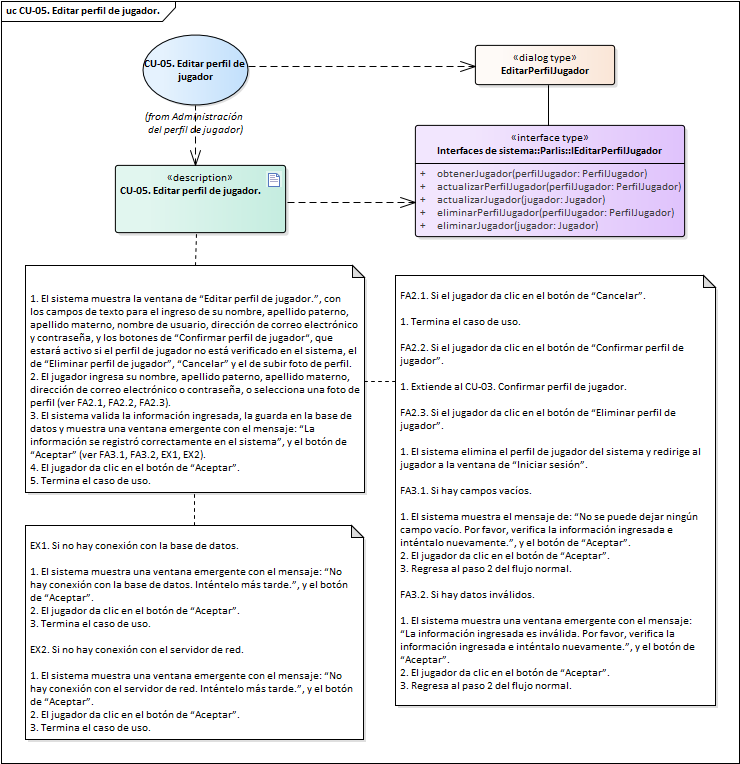 uc CU-05. Editar perfil de jugador.
CU-05. Editar perfil de
jugador
(from Administración
del perfil de jugador)
«dialog type»
EditarPerfilJugador
«interface type»
Interfaces de sistema::Parlis::IEditarPerfilJugador
+ obtenerJugador(perfilJugador: PerfilJugador)
+ actualizarPerfilJugador(perfilJugador: PerfilJugador)
+ actualizarJugador(jugador: Jugador)
+ eliminarPerfilJugador(perfilJugador: PerfilJugador)
+ eliminarJugador(jugador: Jugador)
«description»
CU-05. Editar perfil de jugador.
1. El sistema muestra la ventana de “Editar perfil de jugador.”, con
los campos de texto para el ingreso de su nombre, apellido paterno,
apellido materno, nombre de usuario, dirección de correo electrónico
y contraseña, y los botones de “Confirmar perfil de jugador”, que
estará activo si el perfil de jugador no está verificado en el sistema, el
de “Eliminar perfil de jugador”, “Cancelar” y el de subir foto de perfil.
2. El jugador ingresa su nombre, apellido paterno, apellido materno,
dirección de correo electrónico o contraseña, o selecciona una foto de
perfil (ver FA2.1, FA2.2, FA2.3).
3. El sistema valida la información ingresada, la guarda en la base de
datos y muestra una ventana emergente con el mensaje: “La
información se registró correctamente en el sistema”, y el botón de
“Aceptar” (ver FA3.1, FA3.2, EX1, EX2).
4. El jugador da clic en el botón de “Aceptar”.
5. Termina el caso de uso.
FA2.1. Si el jugador da clic en el botón de “Cancelar”.
1. Termina el caso de uso.
FA2.2. Si el jugador da clic en el botón de “Confirmar perfil de
jugador”.
1. Extiende al CU-03. Confirmar perfil de jugador.
FA2.3. Si el jugador da clic en el botón de “Eliminar perfil de
jugador”.
1. El sistema elimina el perfil de jugador del sistema y redirige al
jugador a la ventana de “Iniciar sesión”.
FA3.1. Si hay campos vacíos.
1. El sistema muestra el mensaje de: “No se puede dejar ningún
campo vacío. Por favor, verifica la información ingresada e
inténtalo nuevamente.”, y el botón de “Aceptar”.
2. El jugador da clic en el botón de “Aceptar”.
3. Regresa al paso 2 del flujo normal.
FA3.2. Si hay datos inválidos.
1. El sistema muestra una ventana emergente con el mensaje:
“La información ingresada es inválida. Por favor, verifica la
información ingresada e inténtalo nuevamente.”, y el botón de
“Aceptar”.
2. El jugador da clic en el botón de “Aceptar”.
3. Regresa al paso 2 del flujo normal.
EX1. Si no hay conexión con la base de datos.
1. El sistema muestra una ventana emergente con el mensaje: “No
hay conexión con la base de datos. Inténtelo más tarde.”, y el botón
de “Aceptar”.
2. El jugador da clic en el botón de “Aceptar”.
3. Termina el caso de uso.
EX2. Si no hay conexión con el servidor de red.
1. El sistema muestra una ventana emergente con el mensaje: “No
hay conexión con el servidor de red. Inténtelo más tarde.”, y el botón
de “Aceptar”.
2. El jugador da clic en el botón de “Aceptar”.
3. Termina el caso de uso.